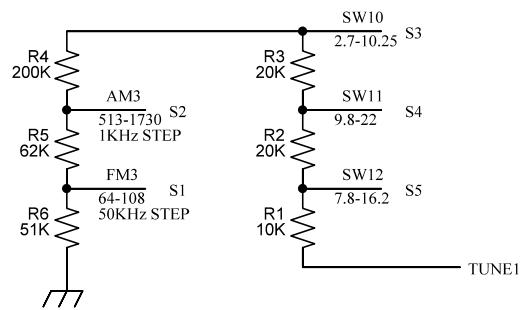 SW10
S3
2.7-10.25
R4
200K
R3
20K
AM3
S2
513-1730
1KHz STEP
SW11
S4
9.8-22
R5
62K
R2
20K
FM3
S1
64-108
50KHz STEP
SW12
S5
7.8-16.2
R6
51K
R1
10K
TUNE1